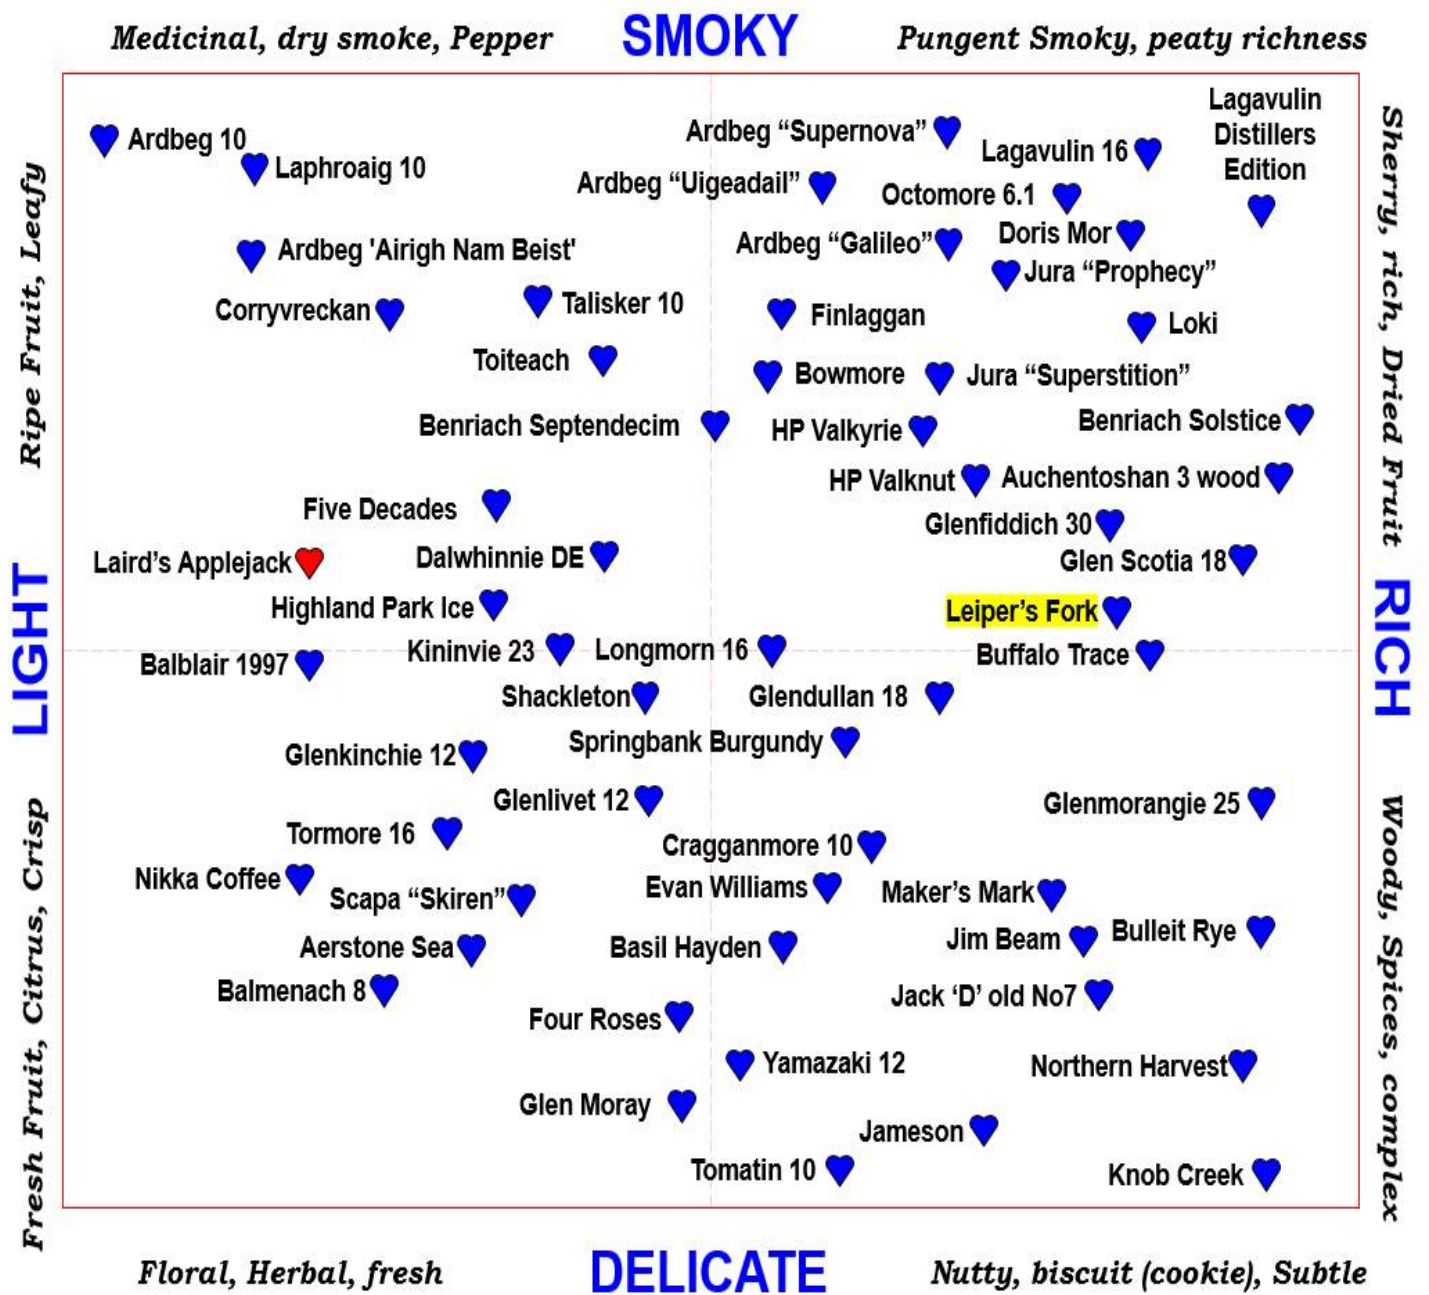 SMOKY
Medicinal, dry smoke, Pepper
Pungent Smoky, peaty richness
Lagavulin
Distillers
Edition
Ardbeg 10
Ardbeg “Supernova”
Lagavulin 16
Laphroaig 10
Ardbeg “Uigeadail”
Octomore 6.1
Doris Mor
Ardbeg 'Airigh Nam Beist'
Ardbeg “Galileo”
Jura “Prophecy”
Corryvreckan
Talisker 10
Finlaggan
Loki
Toiteach
Bowmore
Jura “Superstition”
Benriach Septendecim
HP Valkyrie
Benriach Solstice
HP Valknut
Auchentoshan 3 wood
Five Decades
Glenfiddich 30
Laird’s Applejack
Dalwhinnie DE
Glen Scotia 18
Highland Park Ice
Leiper’s Fork
Balblair 1997
Kininvie 23
Longmorn 16
Buffalo Trace
Shackleton
Glendullan 18
Glenkinchie 12
Springbank Burgundy
Glenlivet 12
Glenmorangie 25
Tormore 16
Cragganmore 10
Nikka Coffee
Scapa “Skiren”
Evan Williams
Maker’s Mark
Aerstone Sea
Basil Hayden
Jim Beam
Bulleit Rye
Balmenach 8
Jack ‘D’ old No7
Four Roses
Yamazaki 12
Northern Harvest
Glen Moray
Jameson
Tomatin 10
Knob Creek
Ripe Fruit, Leafy
LIGHT
Fresh Fruit, Citrus, Crisp
Sherry, rich, Dried Fruit
RICH
Woody, Spices, complex
Floral, Herbal, fresh
DELICATE
Nutty, biscuit (cookie), Subtle